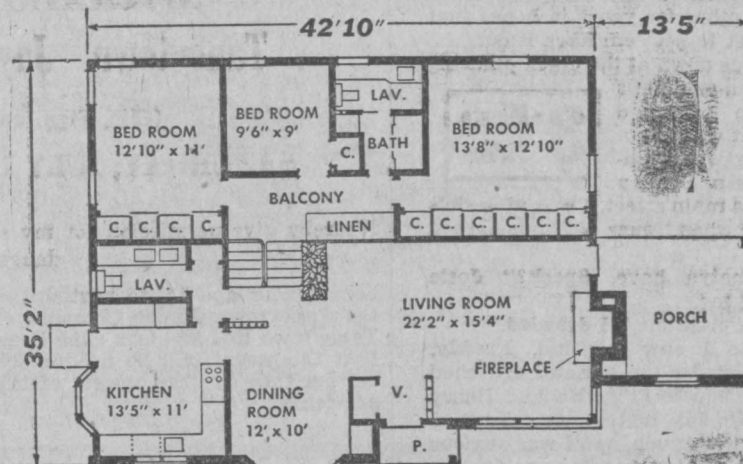 42'10"
13'5"
35'2"
BED ROOM
12'10" x 11'
BED ROOM
9'6" x 9'
LAV.
BATH
C.
BED ROOM
13'8" x 12'10"
BALCONY
LINEN
C. C. C. C.
C. C. C. C. C. C.
LAV.
LIVING ROOM
22'2" x 15'4"
PORCH
FIREPLACE
KITCHEN
13'5" x 11'
DINING
ROOM
12' x 10'
V.
P.